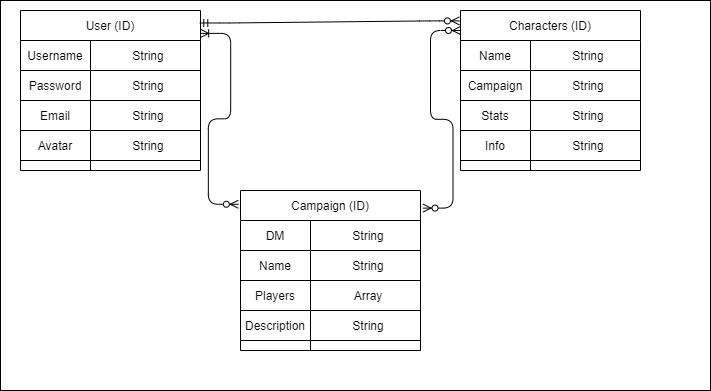 User (ID)
Username String
Password String
Email String
Avatar String
Characters (ID)
Name String
Campaign String
Stats String
Info String
Campaign (ID)
DM String
Name String
Players Array
Description String